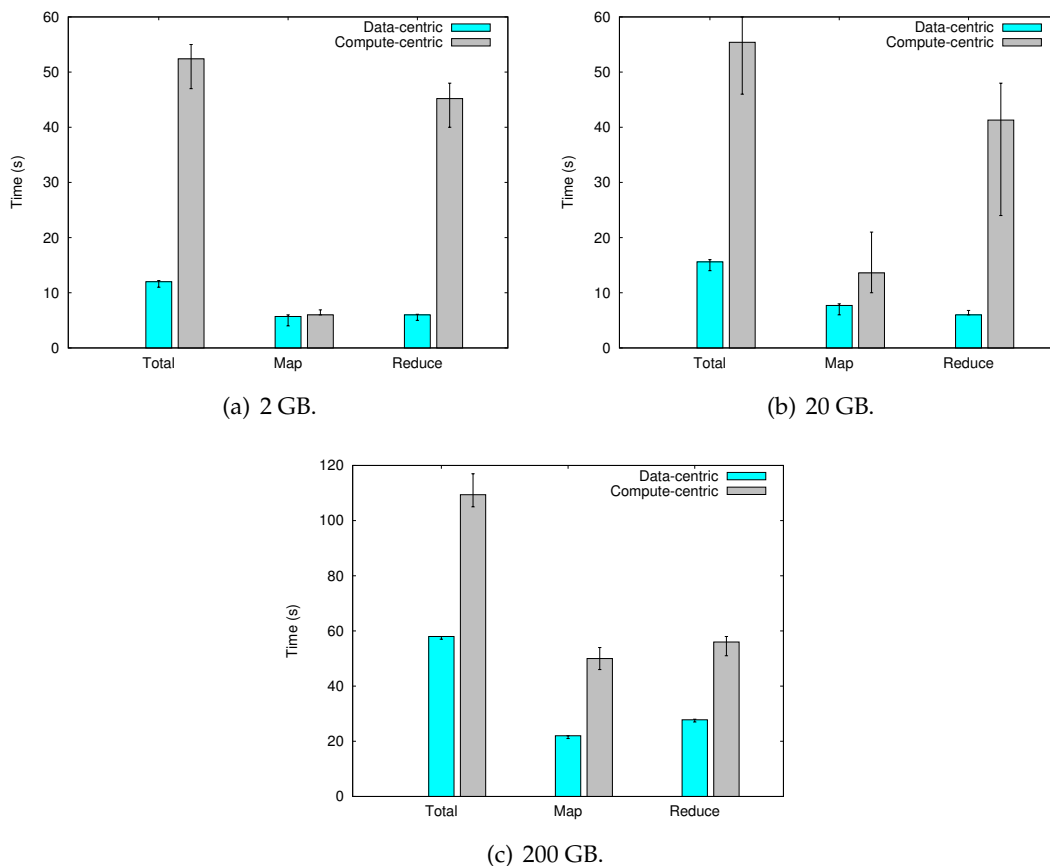 60
50
40
30
20
10
0
Time (s)
Data-centric
Compute-centric
Total Map Reduce
(a) 2 GB.
60
50
40
30
20
10
0
Time (s)
Data-centric
Compute-centric
Total Map Reduce
(b) 20 GB.
120
100
80
60
40
20
0
Time (s)
Data-centric
Compute-centric
Total Map Reduce
(c) 200 GB.